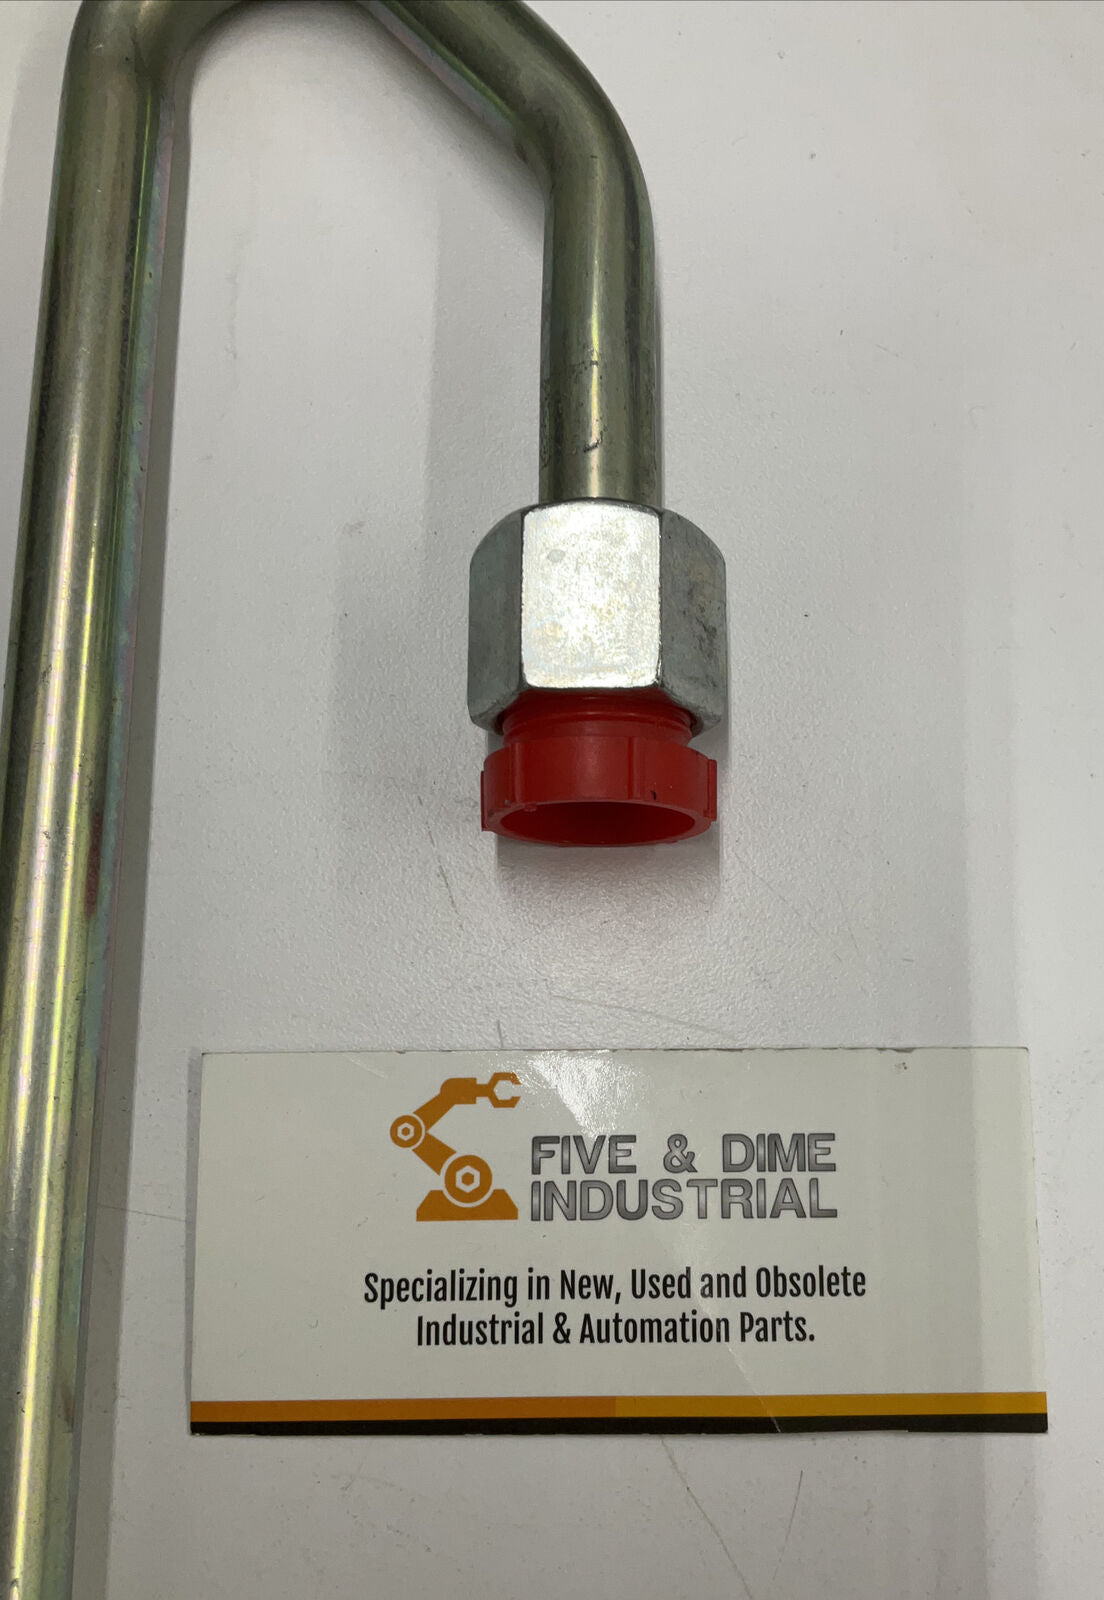 FIVE & DIME
INDUSTRIAL
Specializing in New, Used and Obsolete
Industrial & Automation Parts.